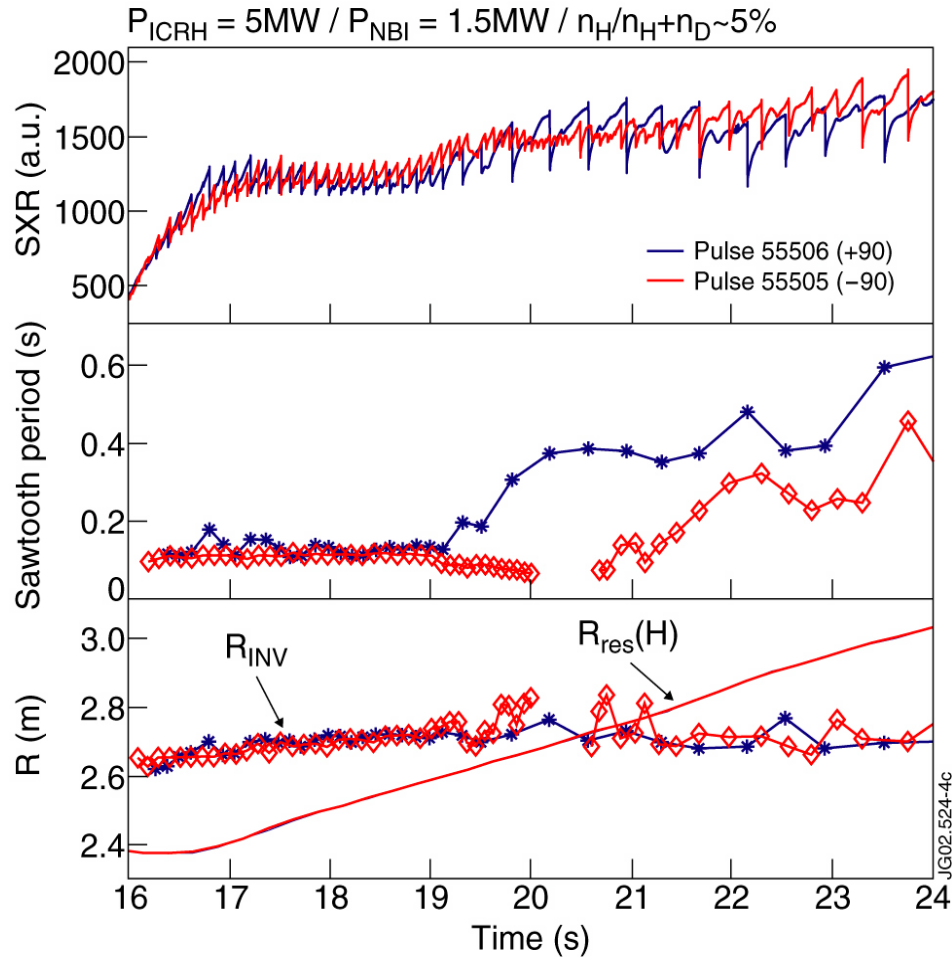 P_ICRH = 5MW / P_NBI = 1.5MW / n_H/n_H+n_D~5%
2000
1500
1000
500
SXR (a.u.)
Pulse 55506 (+90)
Pulse 55505 (−90)
0.6
0.4
0.2
0
Sawtooth period (s)
3.0
2.8
2.6
2.4
R (m)
R_INV
R_res(H)
16 17 18 19 20 21 22 23 24
Time (s)
JG02.524-4c